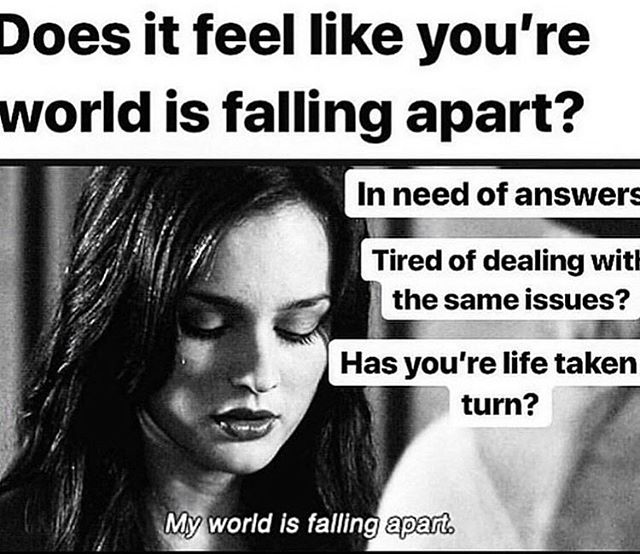 Does it feel like you're
world is falling apart?
In need of answers
Tired of dealing with
the same issues?
Has you're life taken
turn?
My world is falling apart.